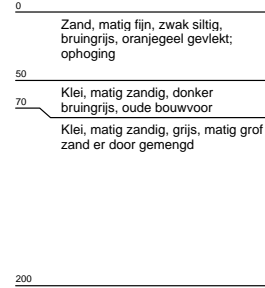 0
Zand, matig fijn, zwak siltig,
bruingrijs, oranjegeel gevlekt;
ophoging
50
Klei, matig zandig, donker
bruingrijs, oude bouwvoor
70
Klei, matig zandig, grijs, matig grof
zand er door gemengd
200